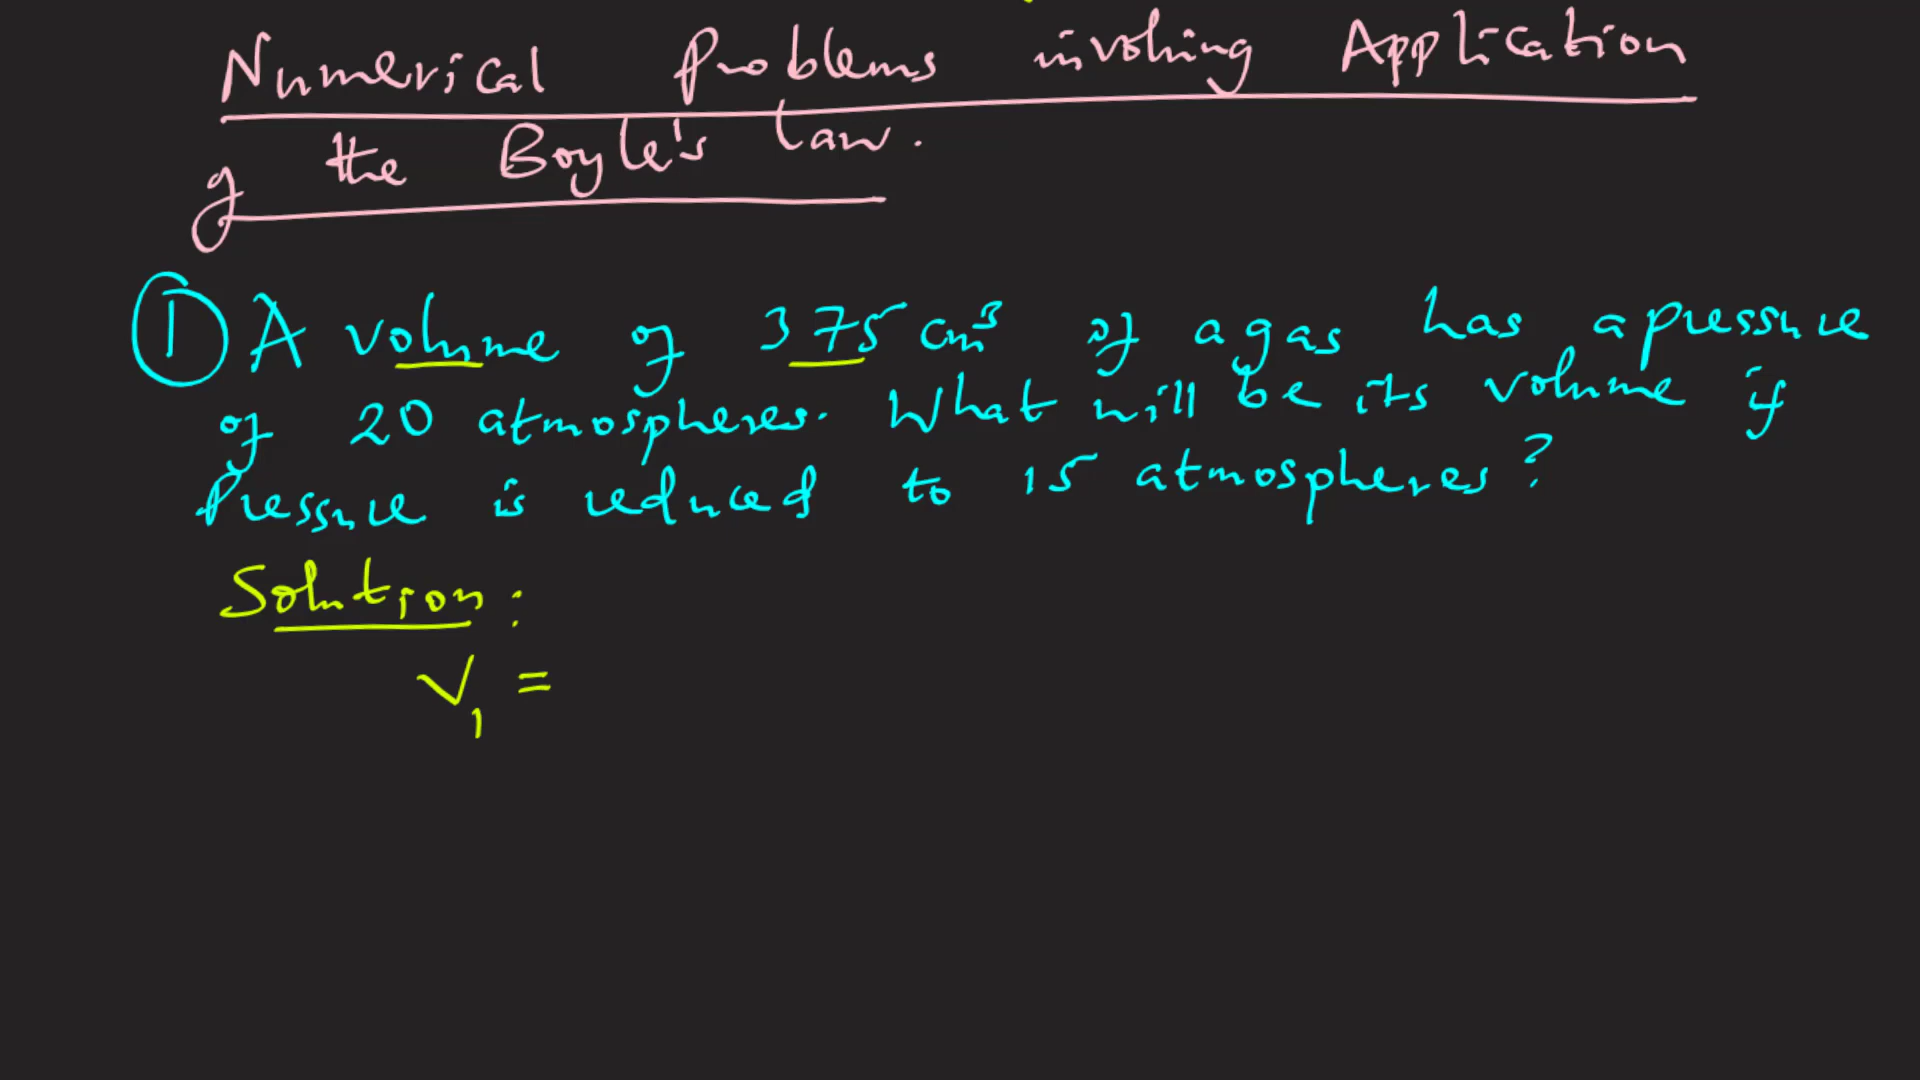 Numerical Problems involving Application
of the Boyle's Law.
① A volume of 375 cm³ of a gas has a pressure
of 20 atmospheres. What will be its volume if
Pressure is reduced to 15 atmospheres?
Solution:
V₁ =